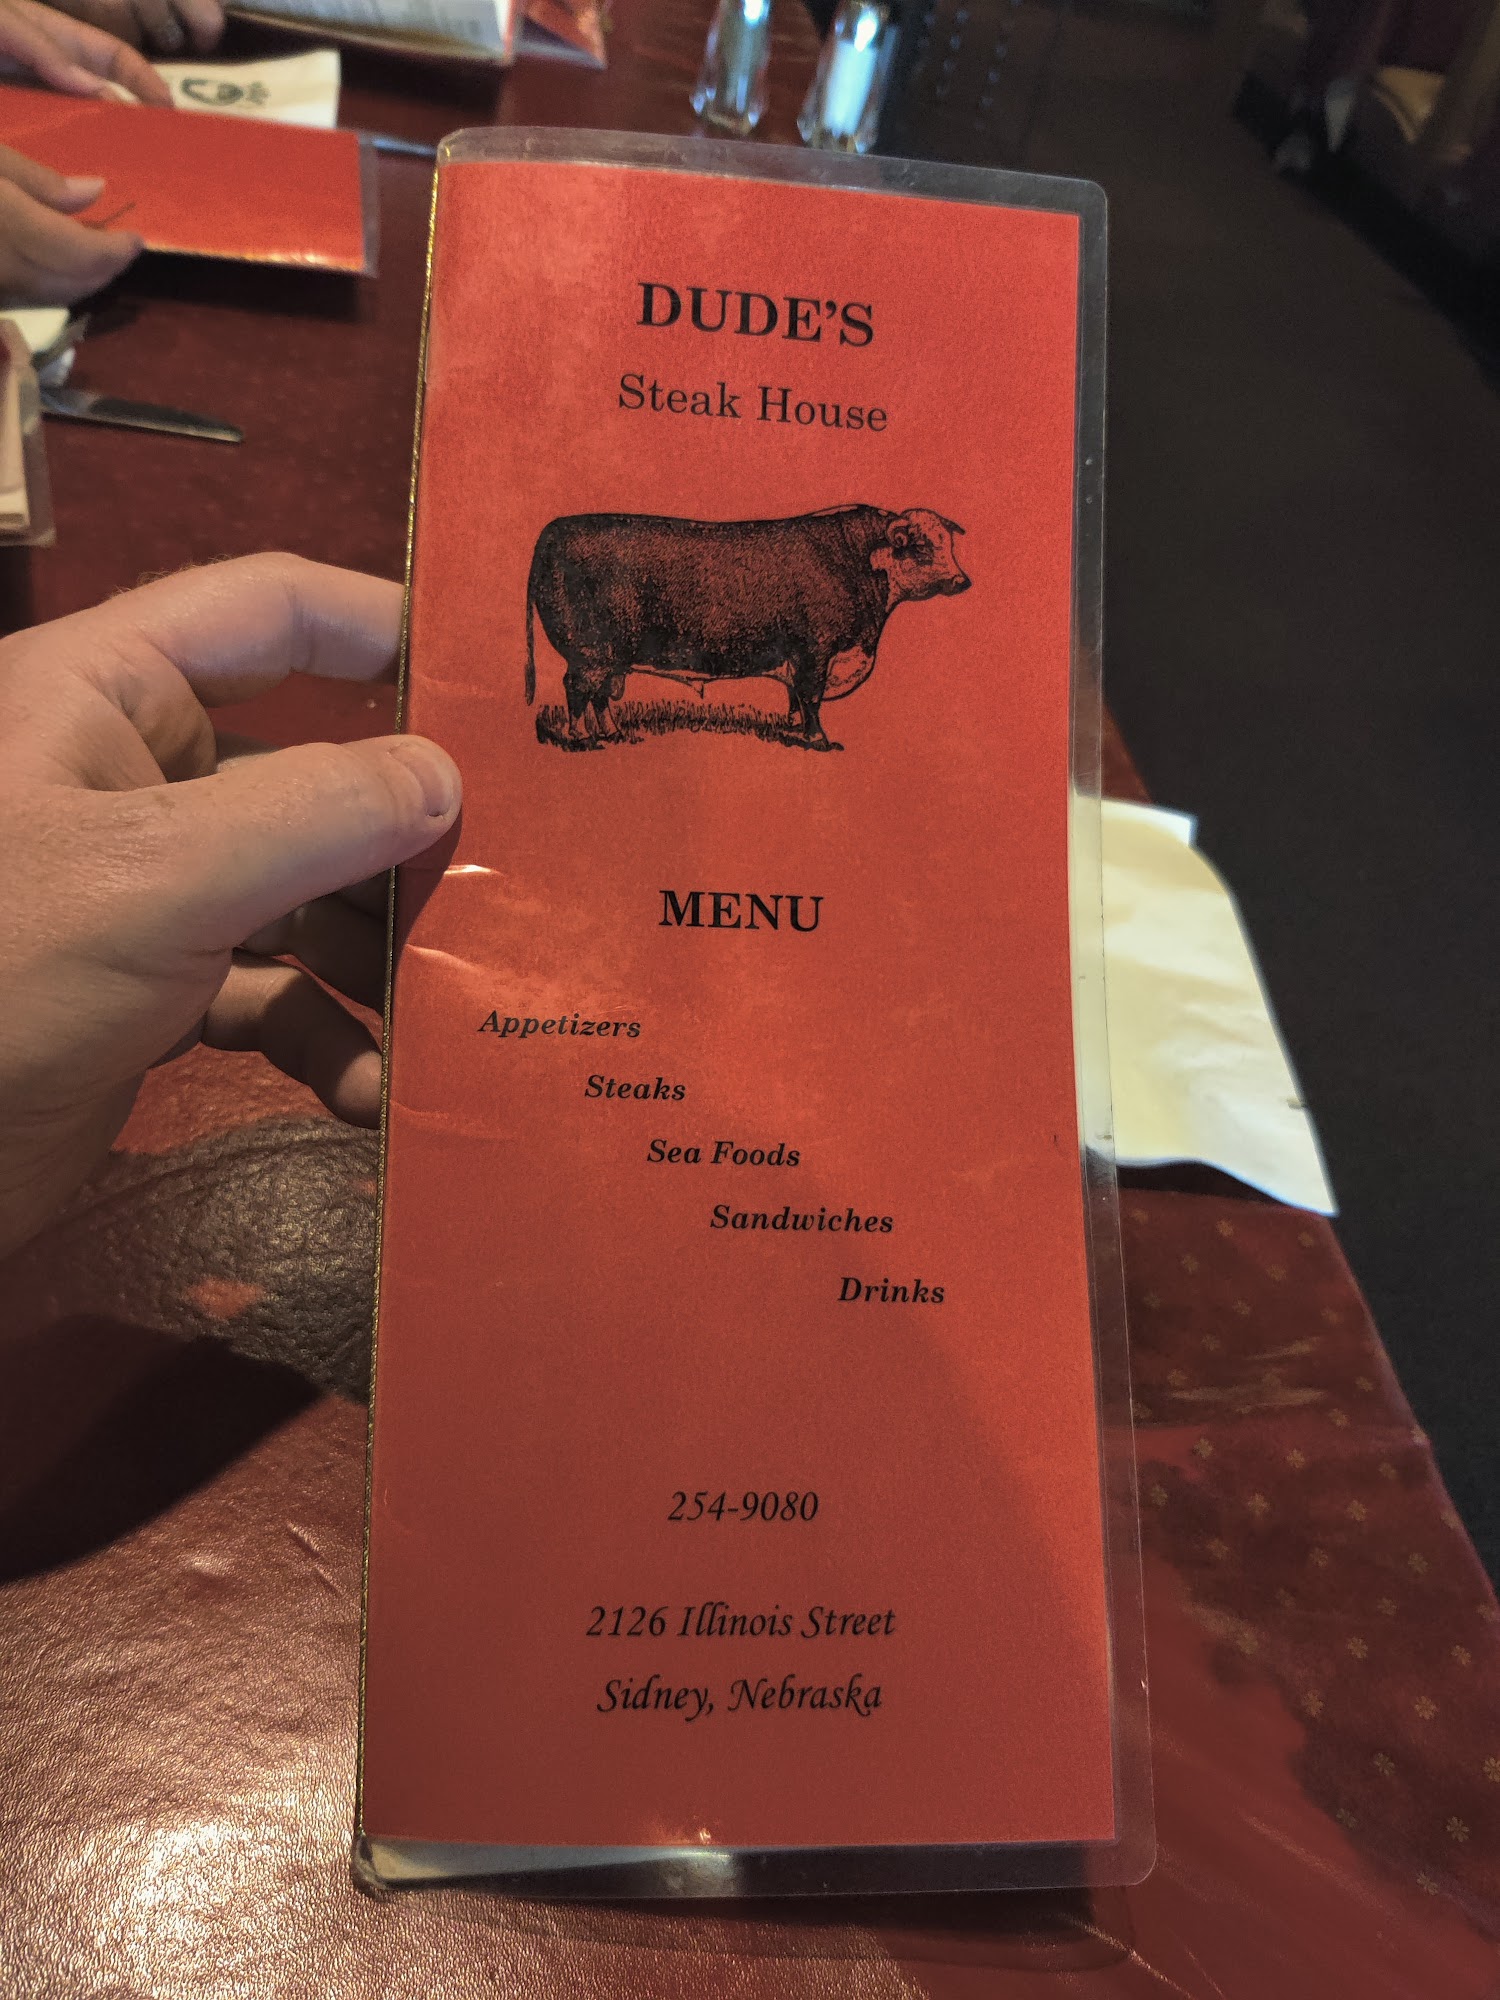 DUDE'S
Steak House
MENU
Appetizers
Steaks
Sea Foods
Sandwiches
Drinks
254-9080
2126 Illinois Street
Sidney, Nebraska